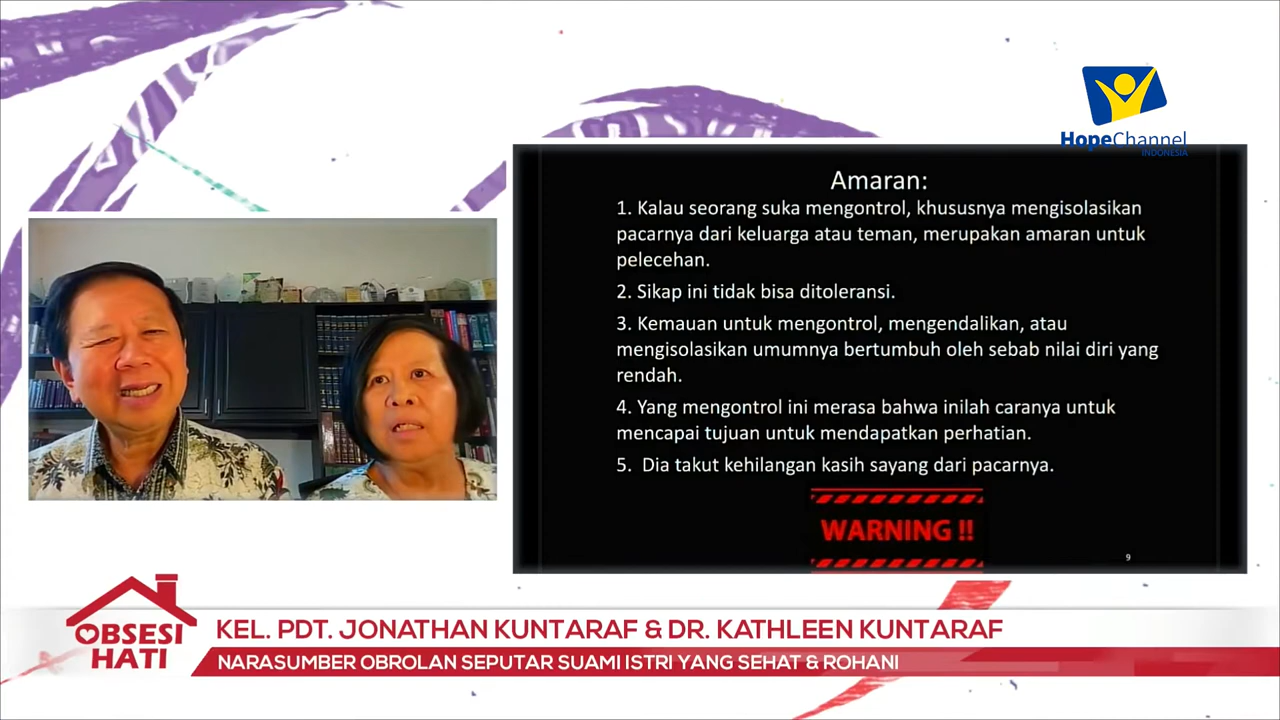 HopeChannel
INDONESIA
Amaran:
1. Kalau seorang suka mengontrol, khususnya mengisolasikan
pacarnya dari keluarga atau teman, merupakan amaran untuk
pelecehan.
2. Sikap ini tidak bisa ditoleransi.
3. Kemauan untuk mengontrol, mengendalikan, atau
mengisolasikan umumnya bertumbuh oleh sebab nilai diri yang
rendah.
4. Yang mengontrol ini merasa bahwa inilah caranya untuk
mencapai tujuan untuk mendapatkan perhatian.
5. Dia takut kehilangan kasih sayang dari pacarnya.
WARNING !!
9
OBSESI
HATI
KEL. PDT. JONATHAN KUNTARAF & DR. KATHLEEN KUNTARAF
NARASUMBER OBROLAN SEPUTAR SUAMI ISTRI YANG SEHAT & ROHANI